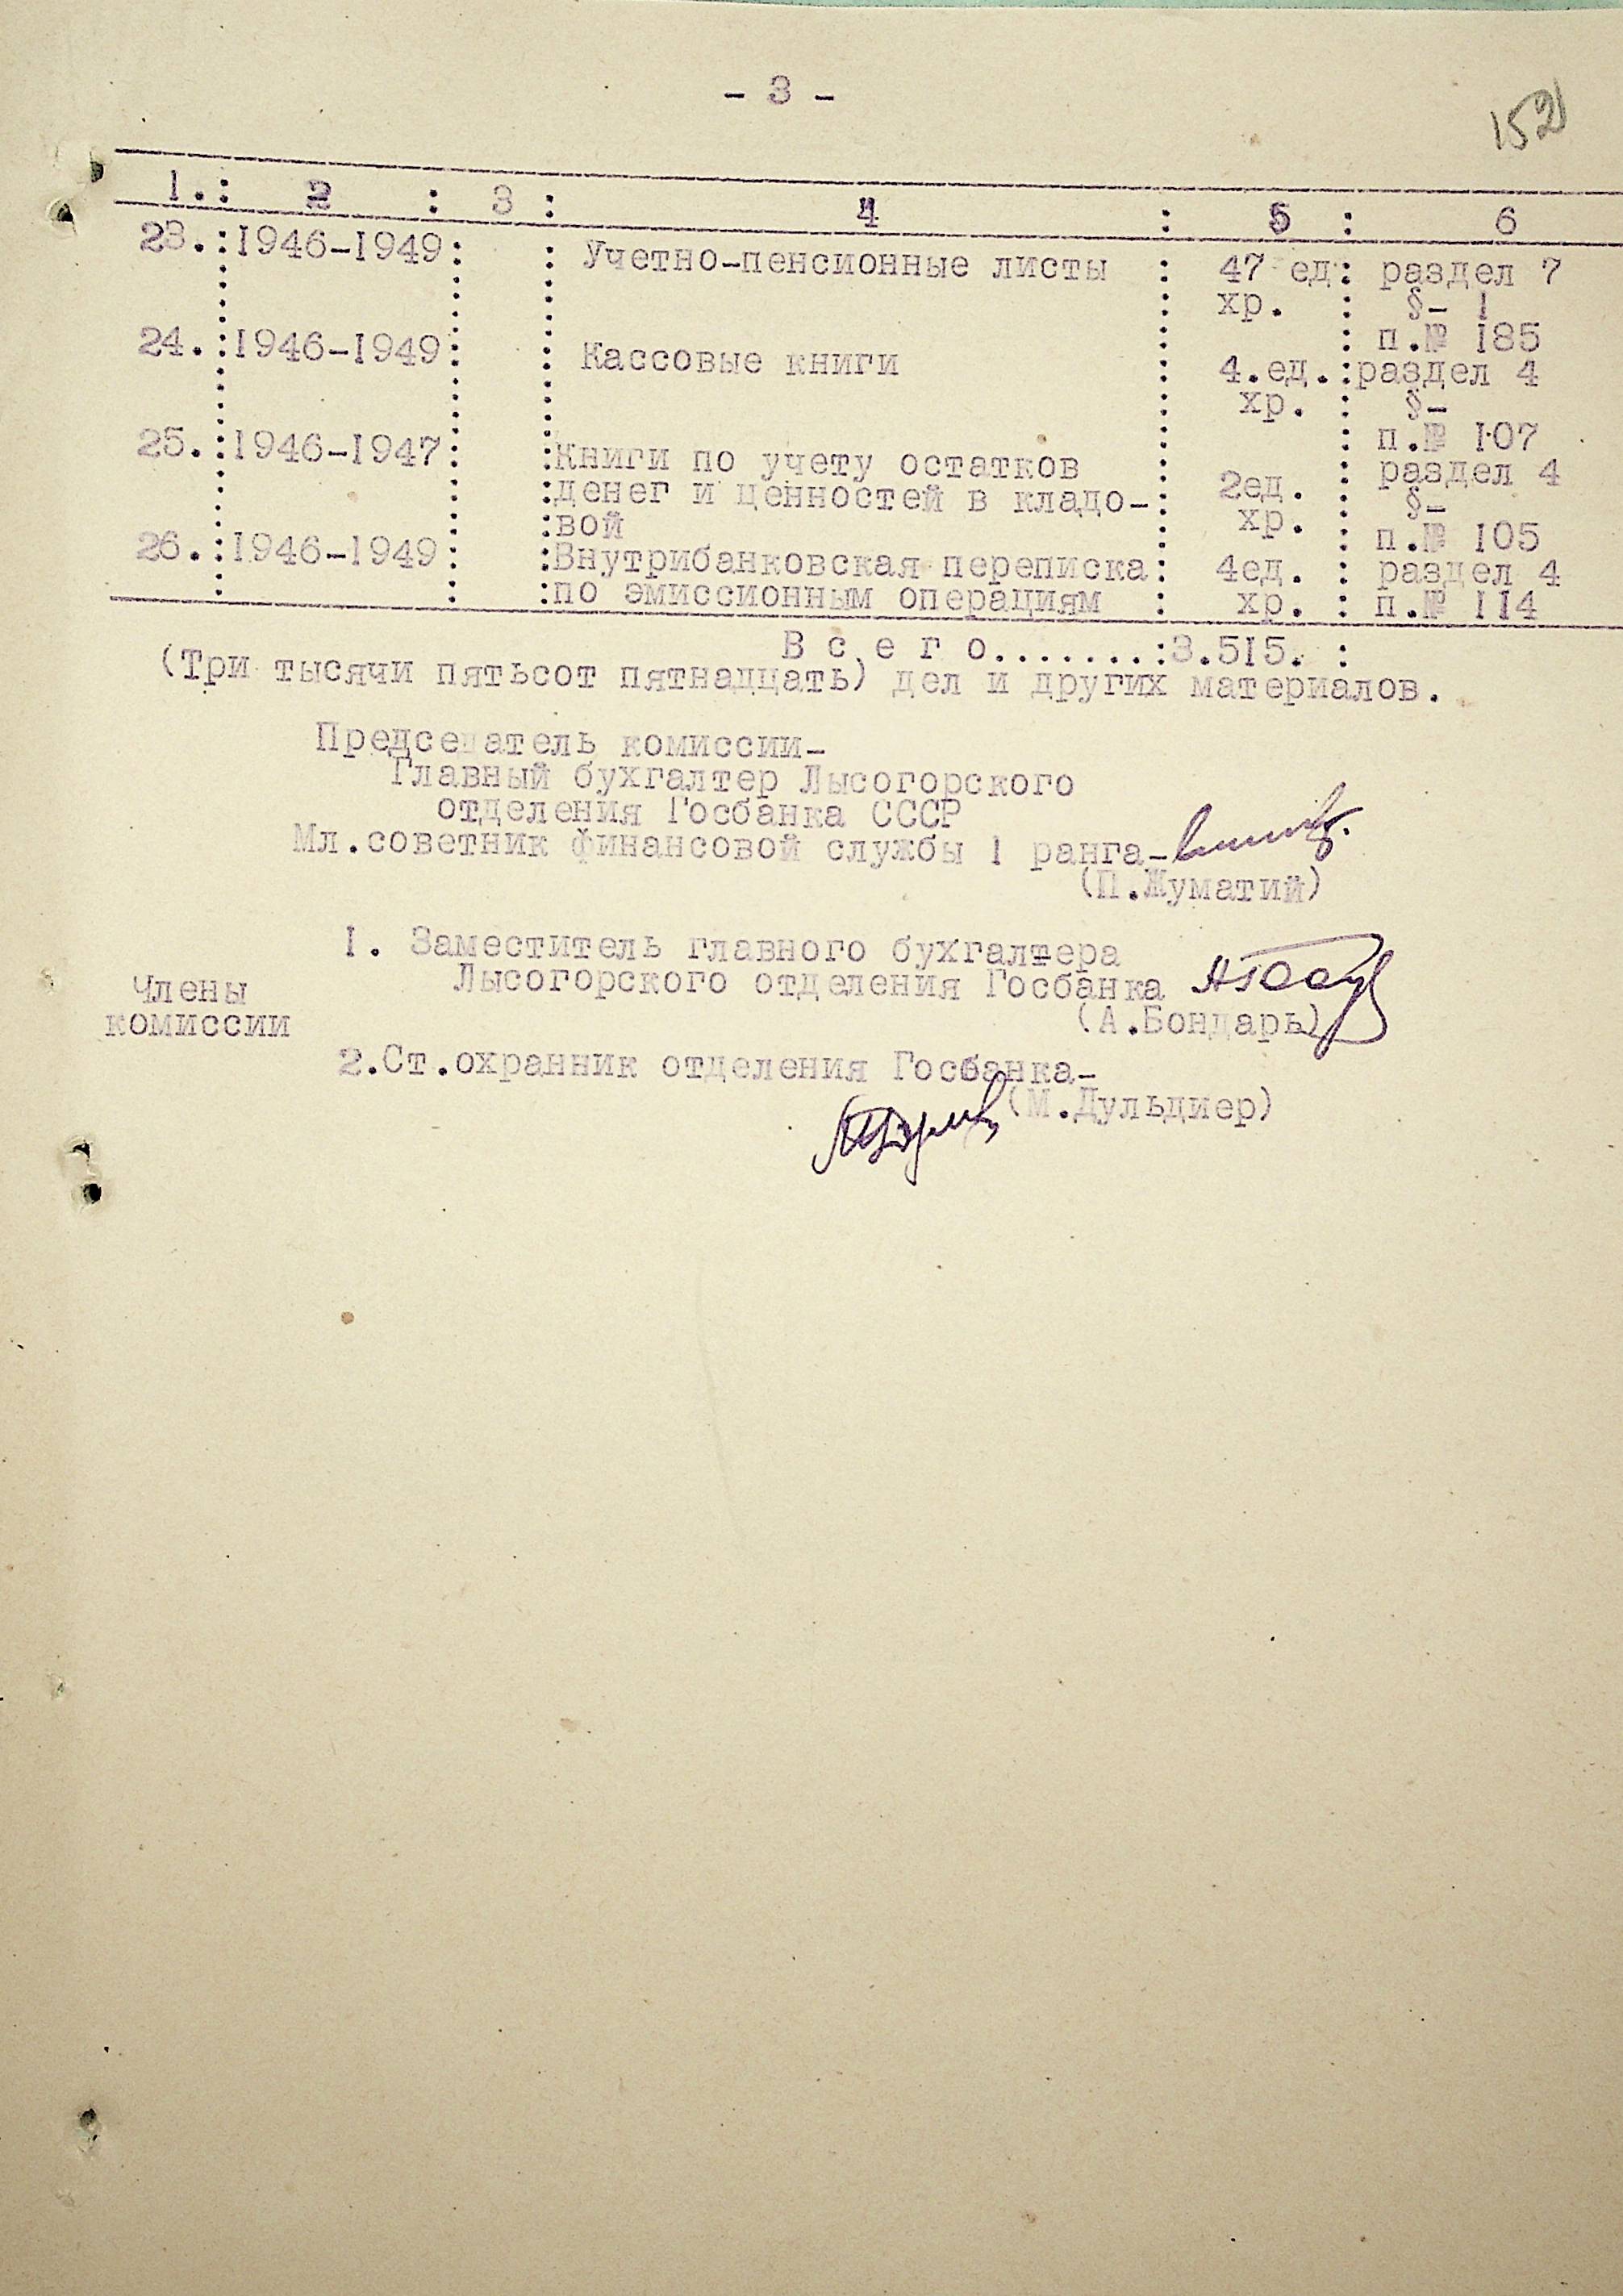 - 3 -
152
1.: 2 : 3 : 4 : 5 : 6
23.:1946-1949: : Учетно-пенсионные листы : 47 ед: раздел 7
хр. : §- 1
: п.№ 185
24.:1946-1949: : Кассовые книги : 4.ед.:раздел 4
хр. : §-
: п.№ 107
25.:1946-1947: :Книги по учету остатков : : раздел 4
:денег и ценностей в кладо-: 2ед. : §-
:вой : хр. : п.№ 105
26.:1946-1949: :Внутрибанковская переписка: 4ед. : раздел 4
:по эмиссионным операциям : хр. : п.№ 114
В с е г о........:3.515. :
(Три тысячи пятьсот пятнадцать) дел и других материалов.
Председатель комиссии-
Главный бухгалтер Лысогорского
отделения Госбанка СССР
Мл.советник финансовой службы 1 ранга-
(П.Жуматий)
1. Заместитель главного бухгалтера
Лысогорского отделения Госбанка
Члены
комиссии
(А.Бондарь)
2.Ст.охранник отделения Госбанка-
(М.Дульдиер)